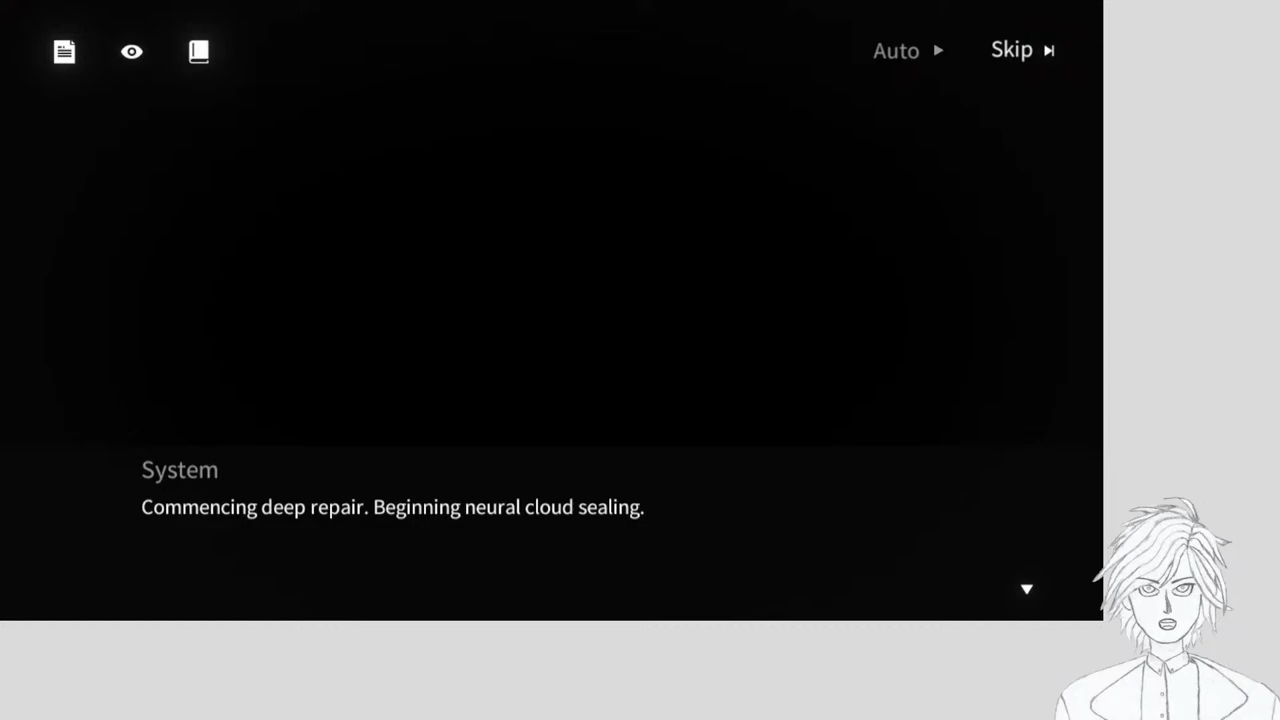 Auto
Skip
System
Commencing deep repair. Beginning neural cloud sealing.